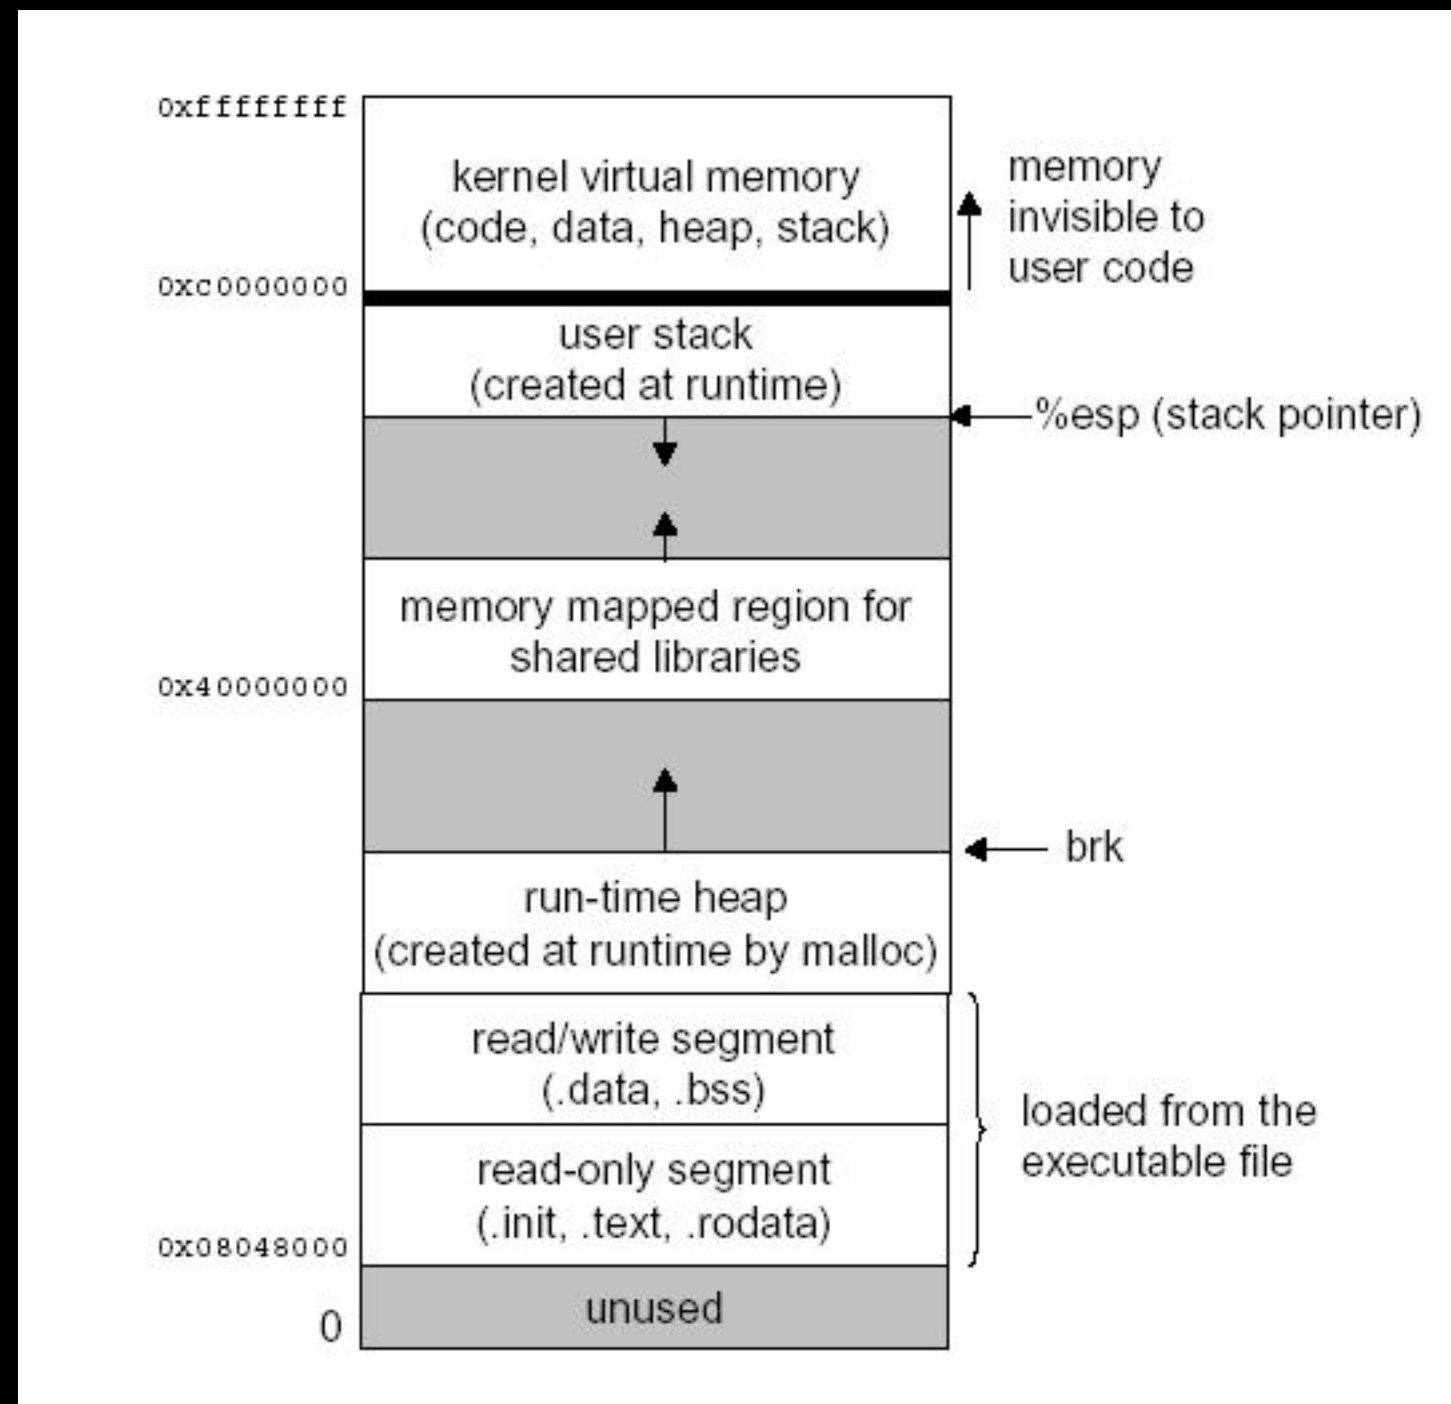 0xffffffff
kernel virtual memory
(code, data, heap, stack)
memory
invisible to
user code
0xc0000000
user stack
(created at runtime)
%esp (stack pointer)
memory mapped region for
shared libraries
0x40000000
brk
run-time heap
(created at runtime by malloc)
read/write segment
(.data, .bss)
loaded from the
executable file
read-only segment
(.init, .text, .rodata)
0x08048000
unused
0